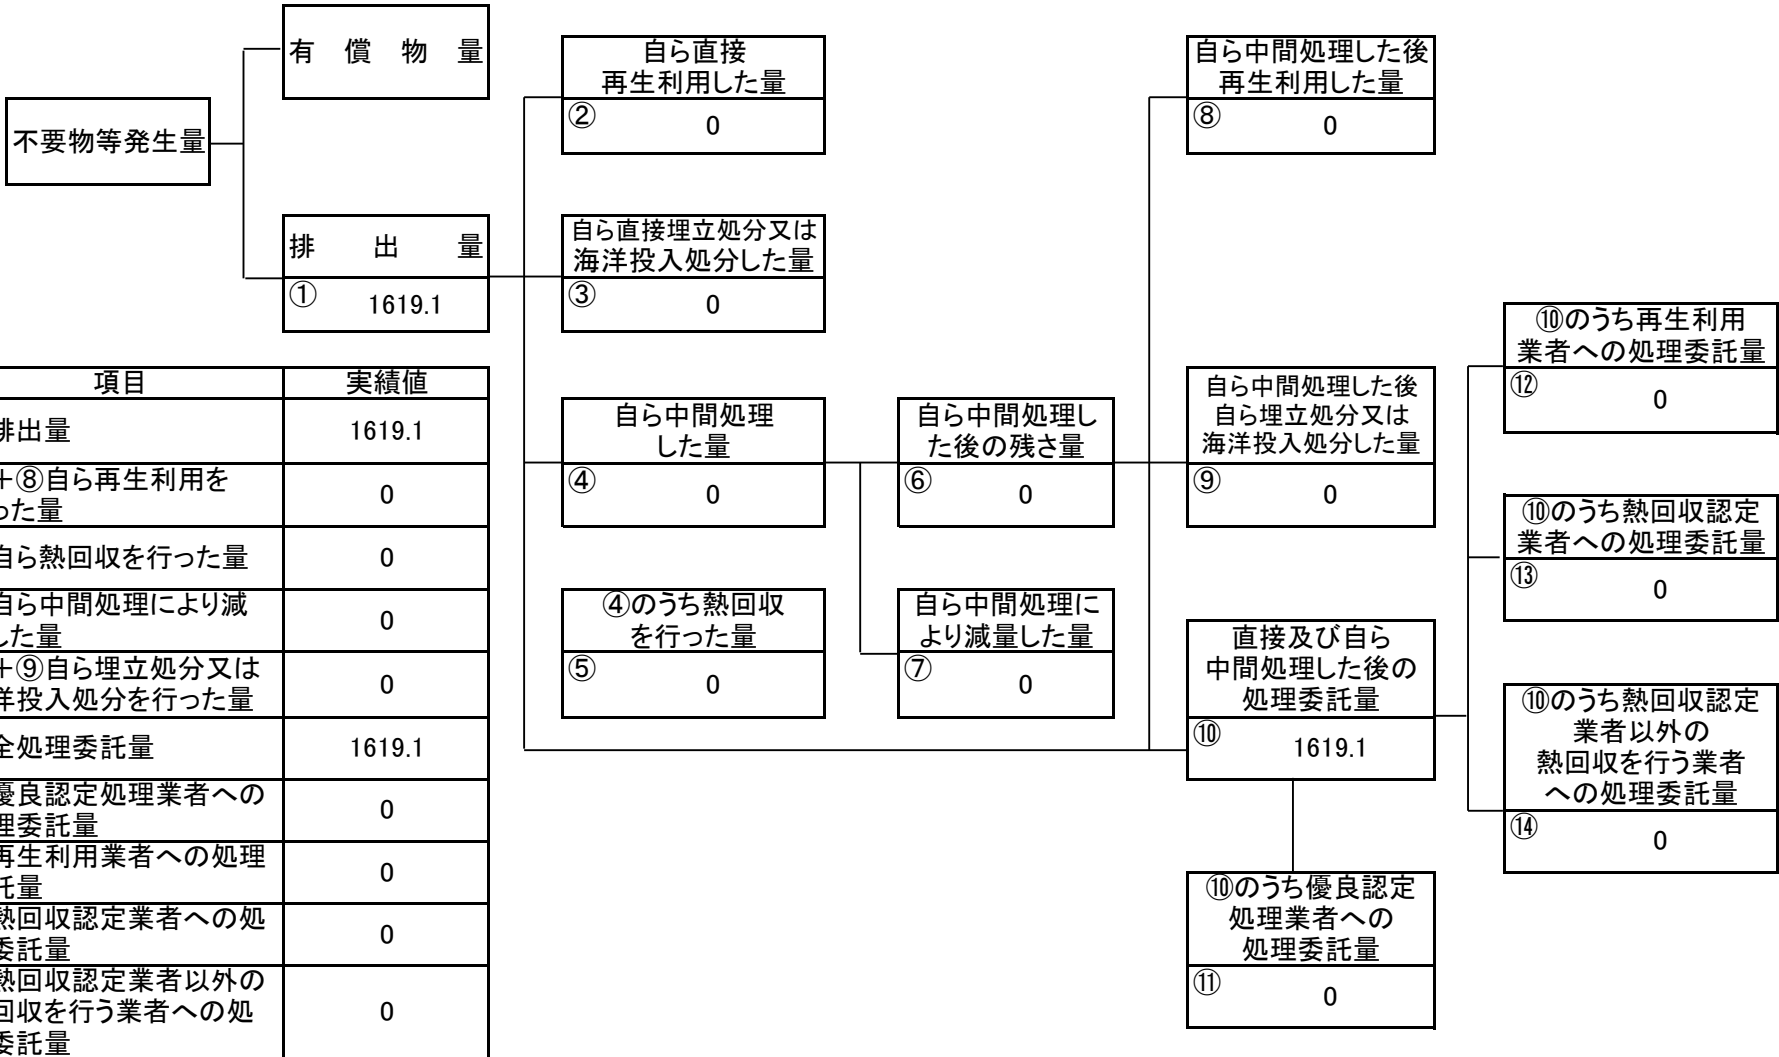 有償物量
不要物等発生量
排出量
① 1619.1
自ら直接
再生利用した量
② 0
自ら直接埋立処分又は
海洋投入処分した量
③ 0
自ら中間処理
した量
④ 0
④のうち熱回収
を行った量
⑤ 0
自ら中間処理し
た後の残さ量
⑥ 0
自ら中間処理に
より減量した量
⑦ 0
自ら中間処理した後
再生利用した量
⑧ 0
自ら中間処理した後
自ら埋立処分又は
海洋投入処分した量
⑨ 0
直接及び自ら
中間処理した後の
処理委託量
⑩ 1619.1
⑩のうち優良認定
処理業者への
処理委託量
⑪ 0
⑩のうち再生利用
業者への処理委託量
⑫ 0
⑩のうち熱回収認定
業者への処理委託量
⑬ 0
⑩のうち熱回収認定
業者以外の
熱回収を行う業者
への処理委託量
⑭ 0
項目 実績値
排出量 1619.1
+⑧自ら再生利用を
った量 0
自ら熱回収を行った量 0
自ら中間処理により減
した量 0
+⑨自ら埋立処分又は
洋投入処分を行った量 0
全処理委託量 1619.1
優良認定処理業者への
理委託量 0
再生利用業者への処理
託量 0
熱回収認定業者への処
委託量 0
熱回収認定業者以外の
回収を行う業者への処
委託量 0